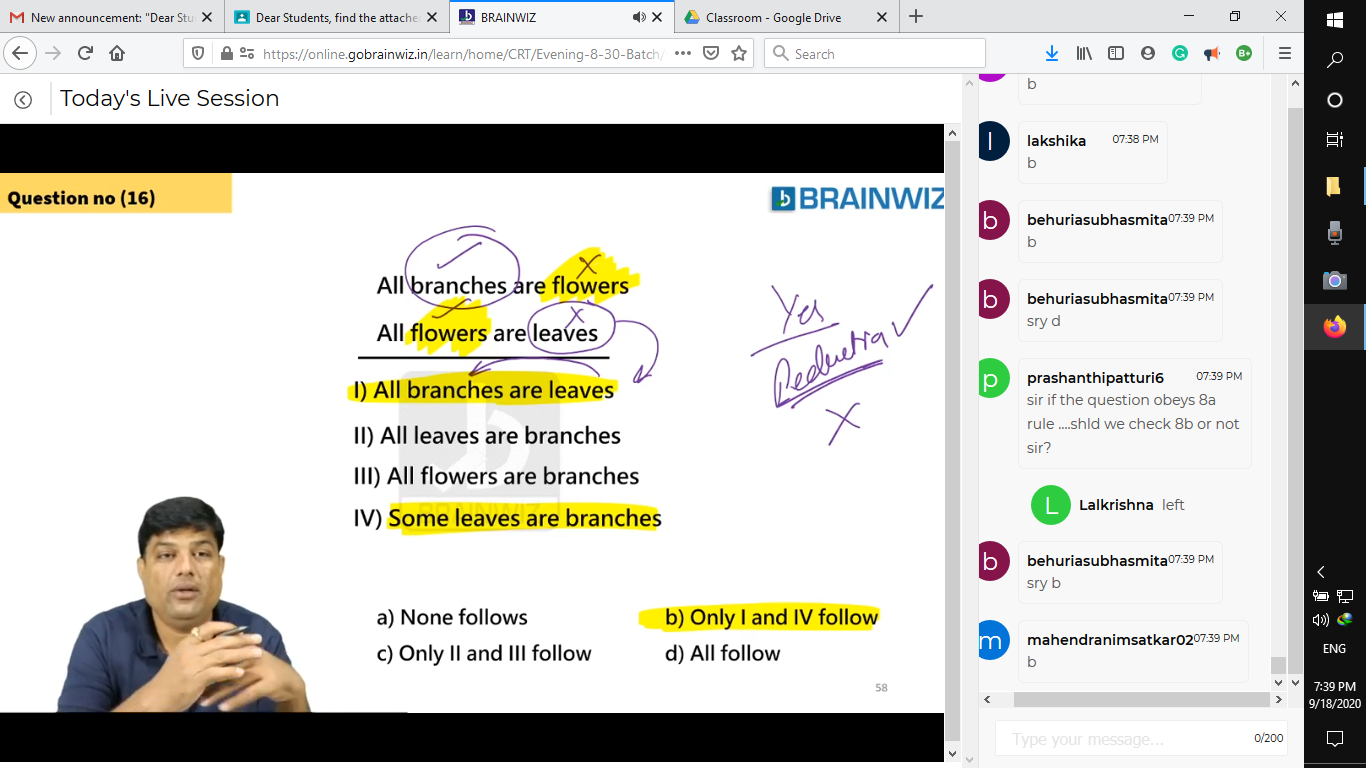 New announcement: "Dear Stu
Dear Students, find the attache
BRAINWIZ
Classroom - Google Drive
https://online.gobrainwiz.in/learn/home/CRT/Evening-8-30-Batch/
Search
Today's Live Session
Question no (16)
BRAINWIZ
All branches are flowers
All flowers are leaves
I) All branches are leaves
II) All leaves are branches
III) All flowers are branches
IV) Some leaves are branches
Yes
Deduction
BRAINWIZ
a) None follows
b) Only I and IV follow
c) Only II and III follow
d) All follow
58
b
lakshika 07:38 PM
b
behuriasubhasmita 07:39 PM
b
behuriasubhasmita 07:39 PM
sry d
prashanthipatturi6 07:39 PM
sir if the question obeys 8a
rule ....shld we check 8b or not
sir?
Lalkrishna left
behuriasubhasmita 07:39 PM
sry b
mahendranimsatkar02 07:39 PM
b
Type your message...
0/200
ENG
7:39 PM
9/18/2020